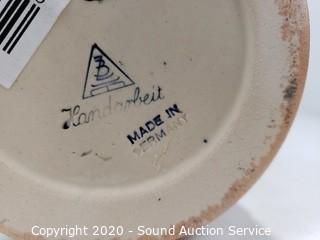 Handarbeit
MADE IN
GERMANY
Copyright 2020 - Sound Auction Service